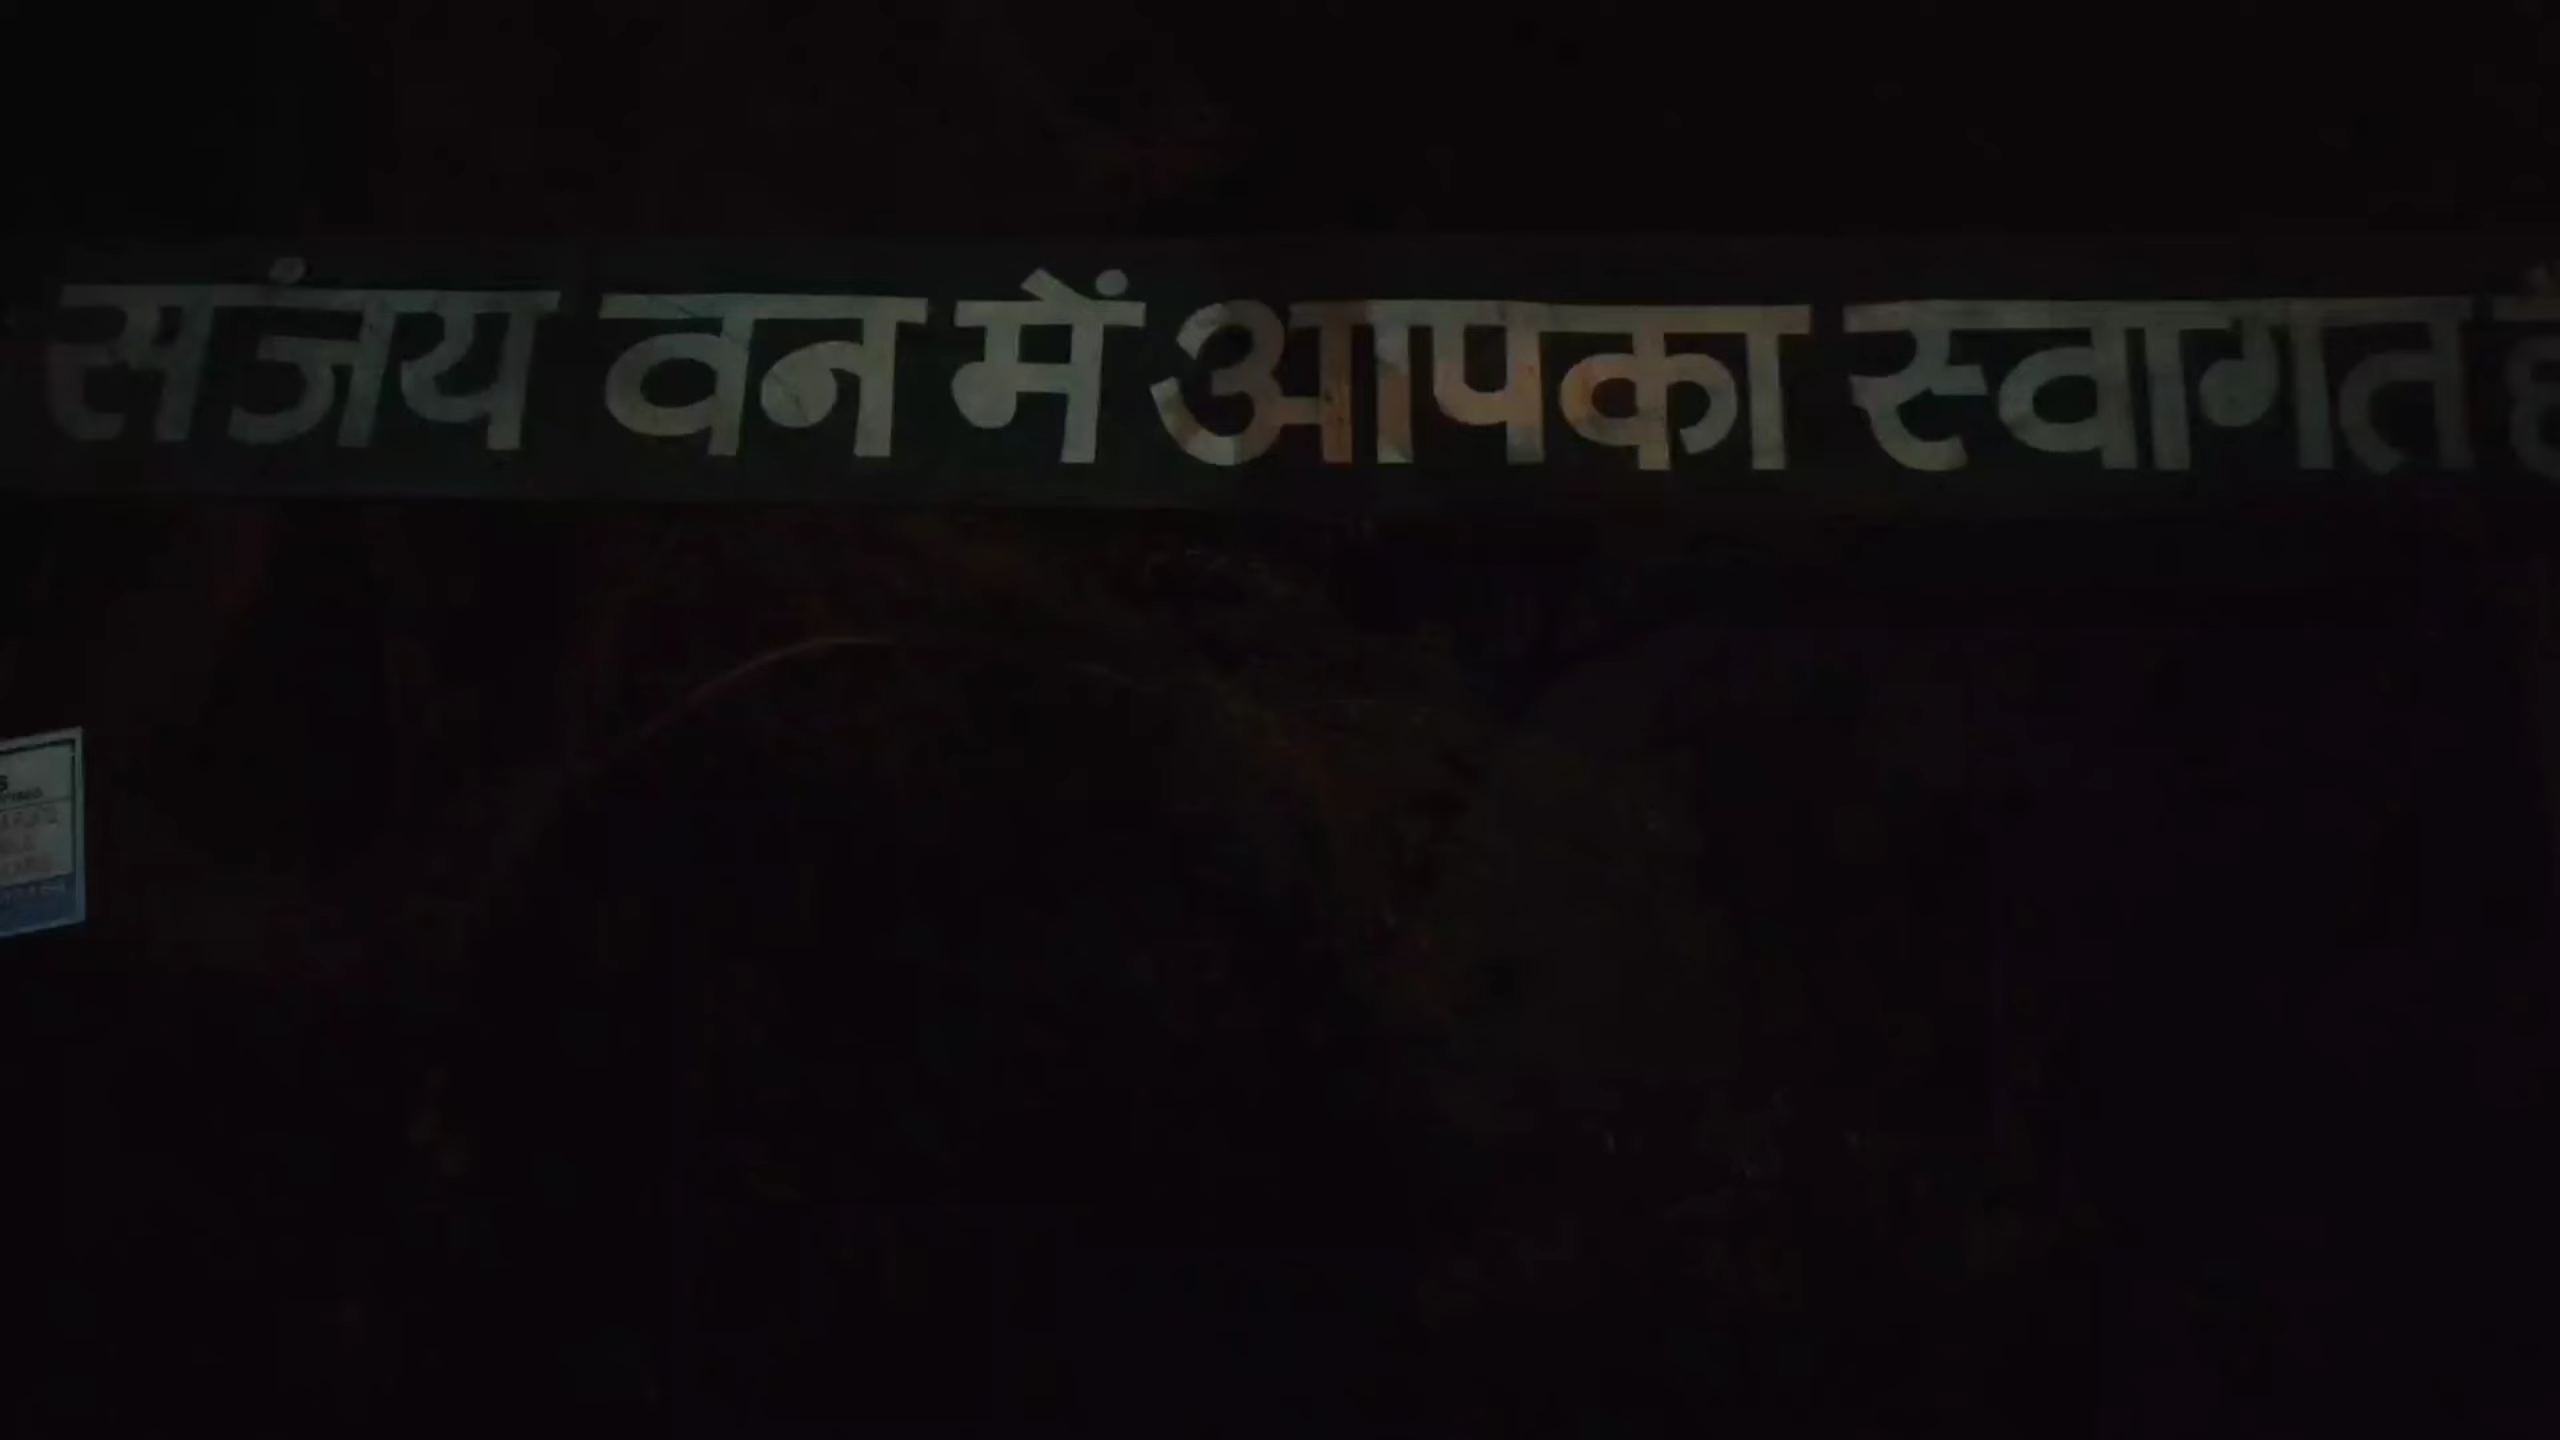 संजय वन में आपका स्वागत है